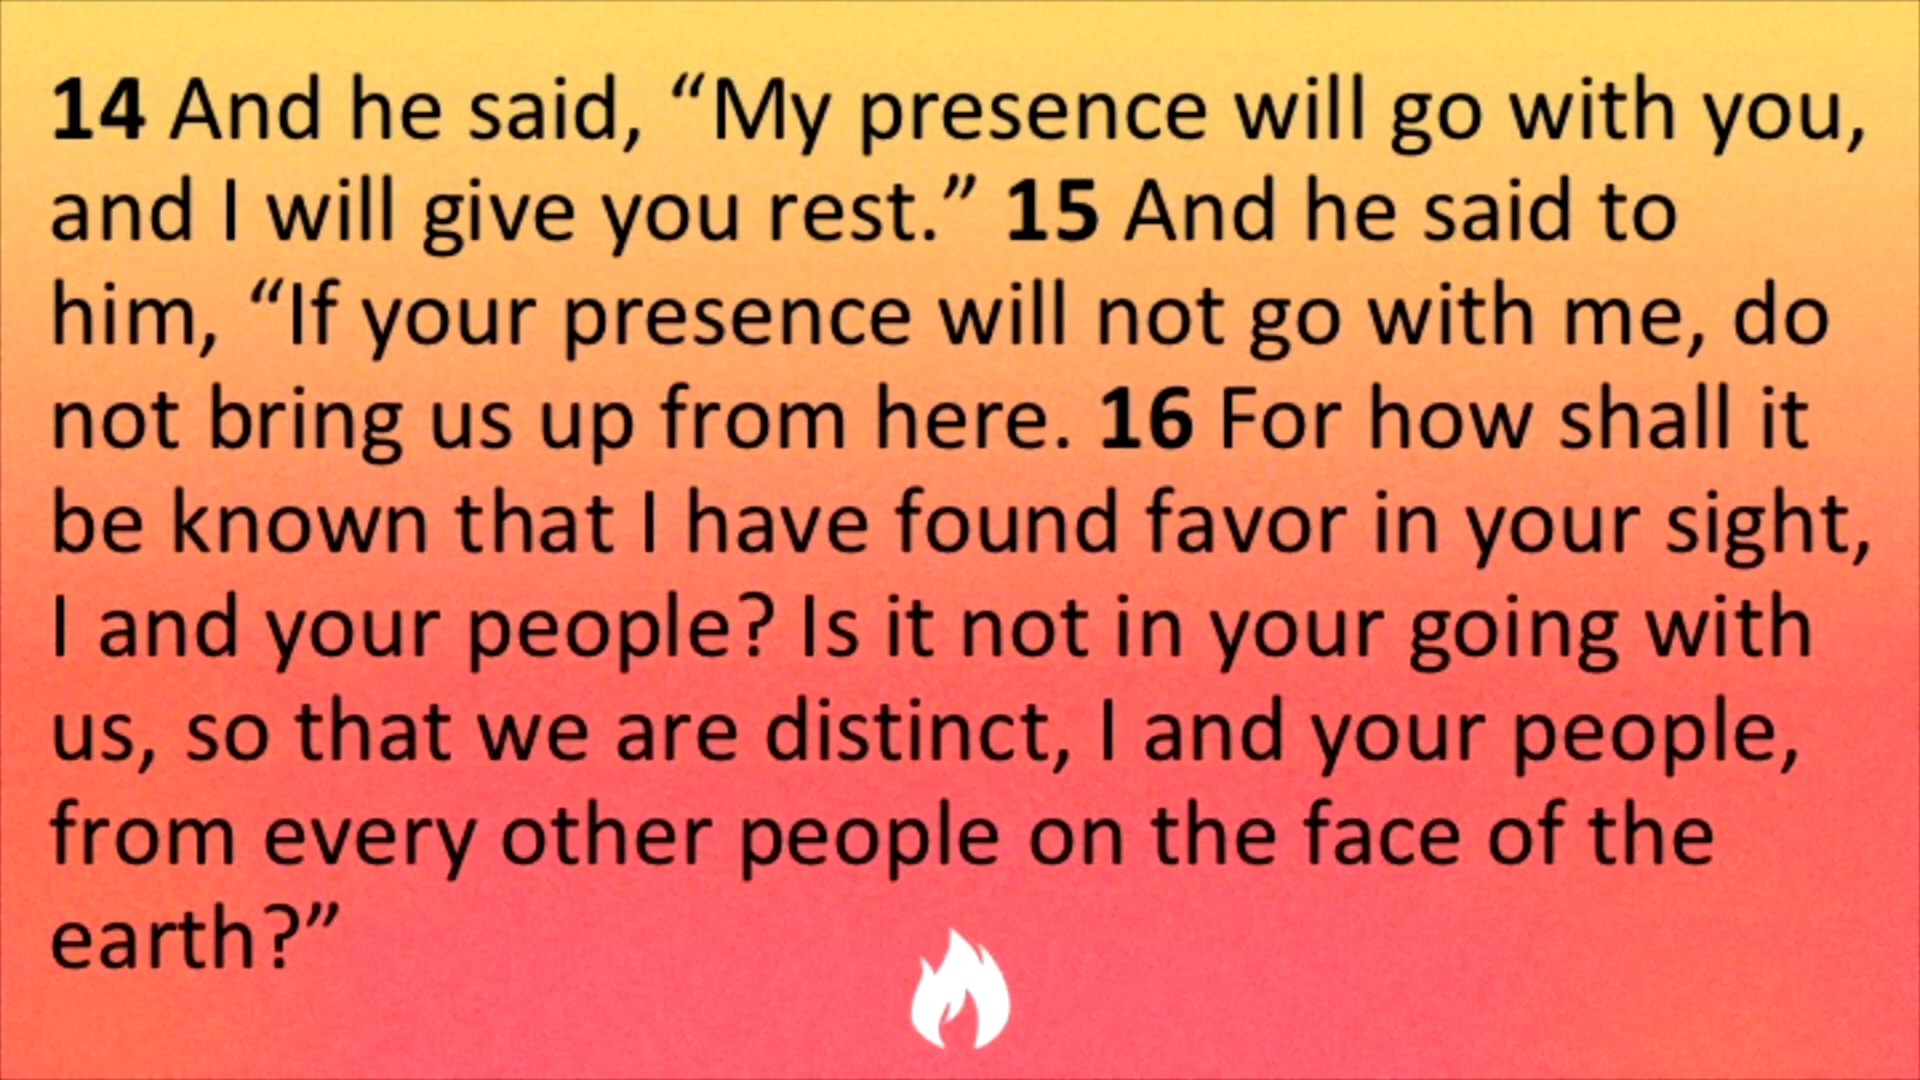 14 And he said, “My presence will go with you,
and I will give you rest.” 15 And he said to
him, “If your presence will not go with me, do
not bring us up from here. 16 For how shall it
be known that I have found favor in your sight,
I and your people? Is it not in your going with
us, so that we are distinct, I and your people,
from every other people on the face of the
earth?”